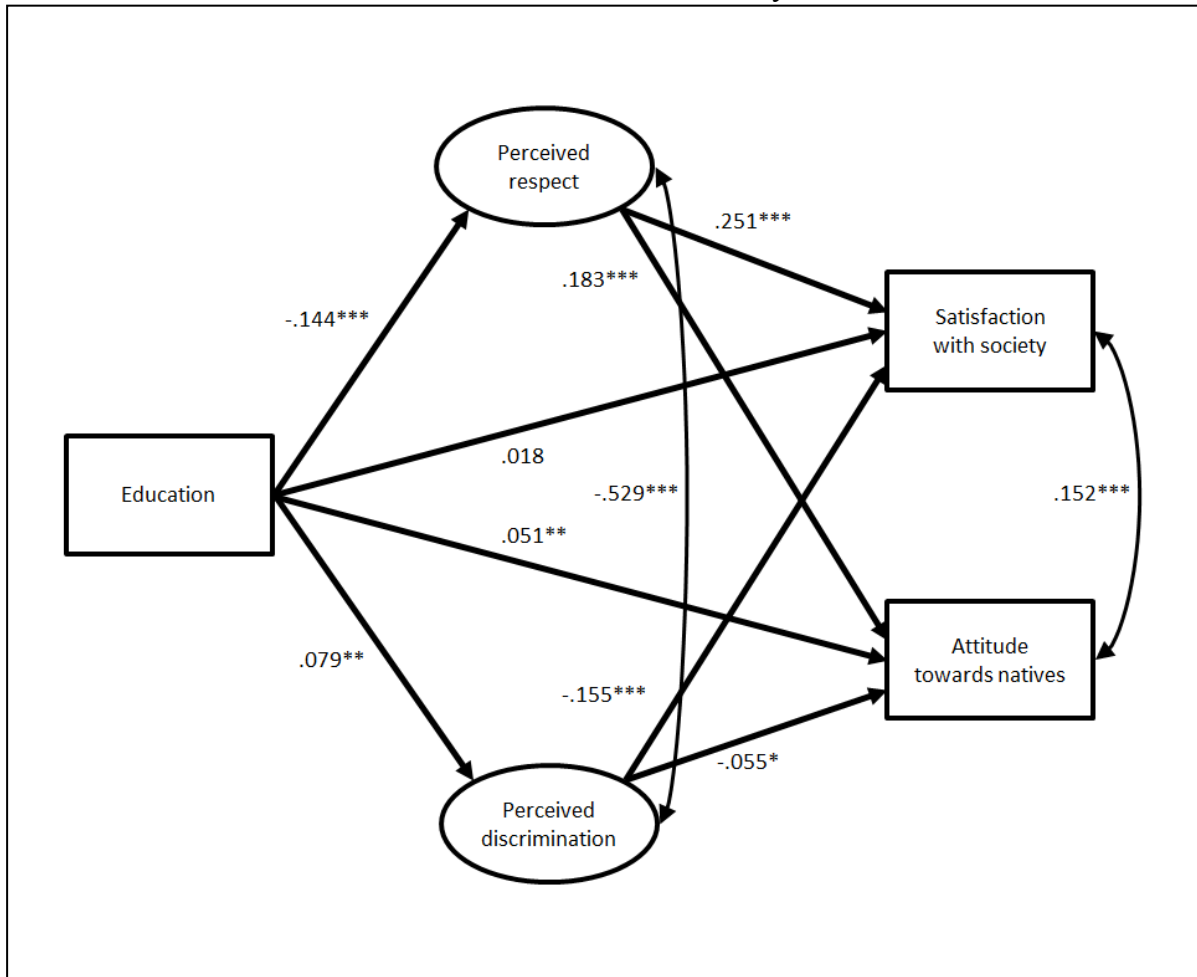 Perceived
respect
.251***
.183***
Satisfaction
with society
-.144***
.018
Education
-.529***
.152***
.051**
Attitude
towards natives
.079**
-.155***
-.055*
Perceived
discrimination